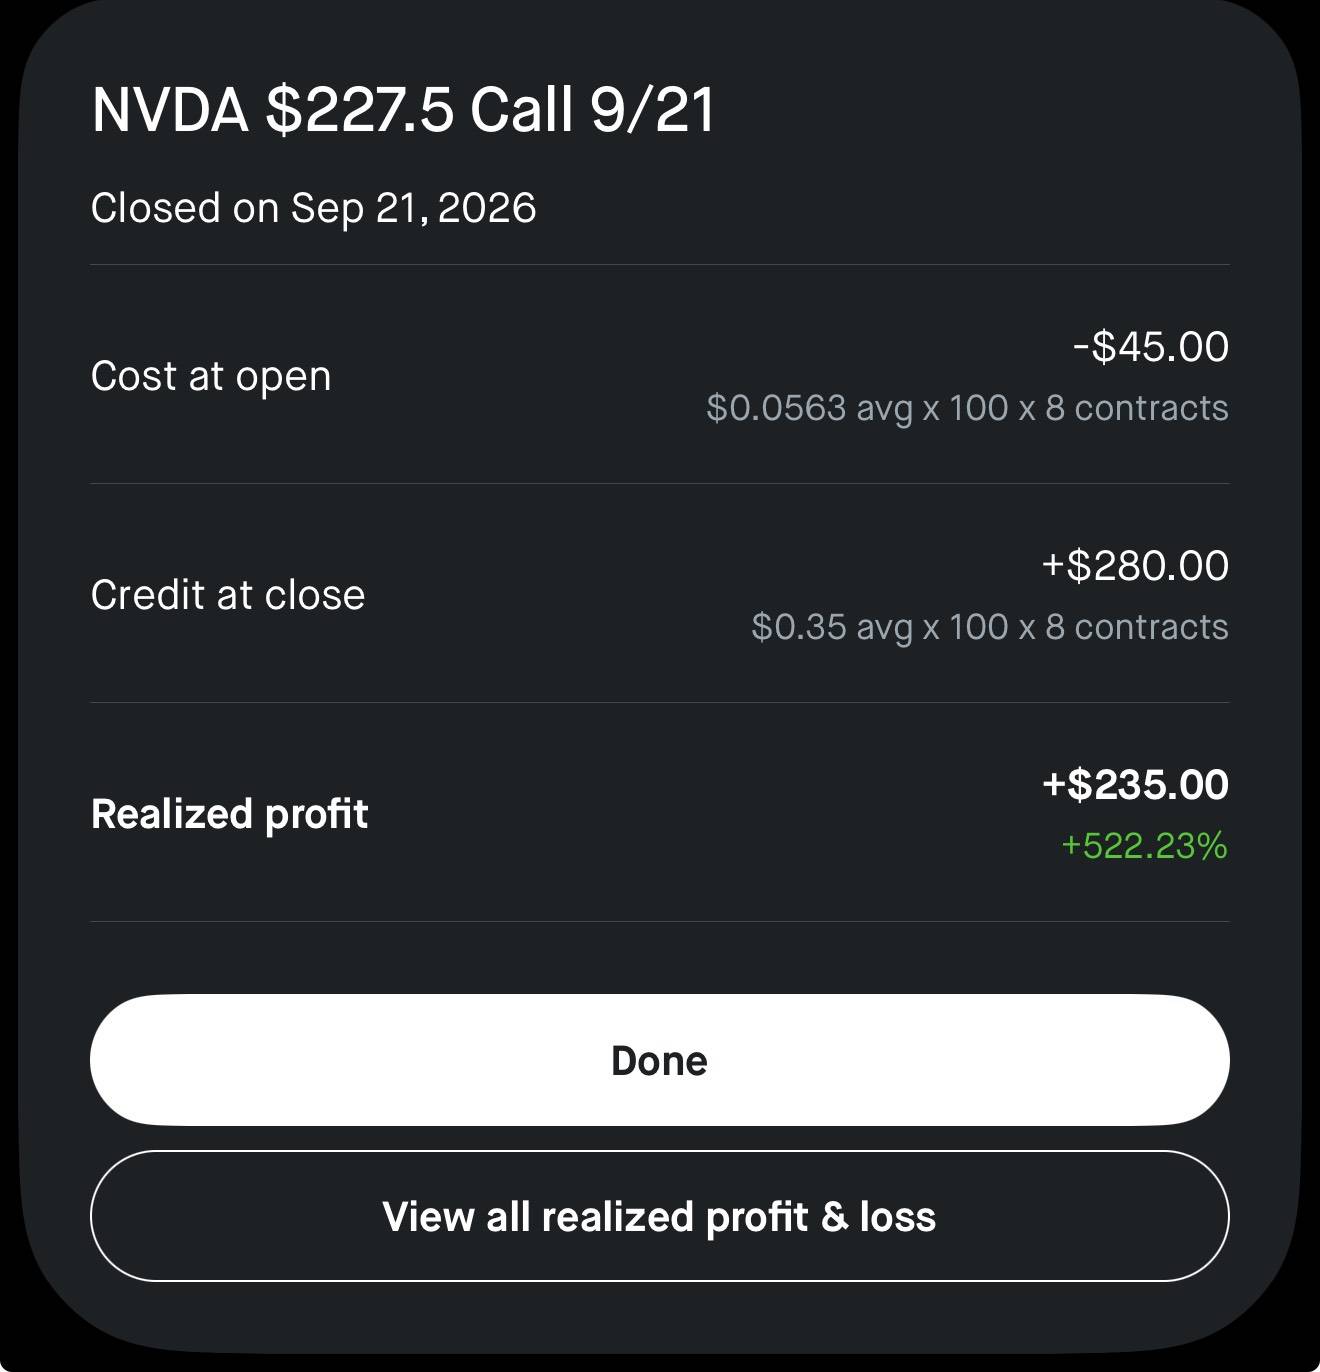 NVDA $227.5 Call 9/21
Closed on Sep 21, 2026
Cost at open
-$45.00
$0.0563 avg x 100 x 8 contracts
Credit at close
+$280.00
$0.35 avg x 100 x 8 contracts
Realized profit
+$235.00
+522.23%
Done
View all realized profit & loss